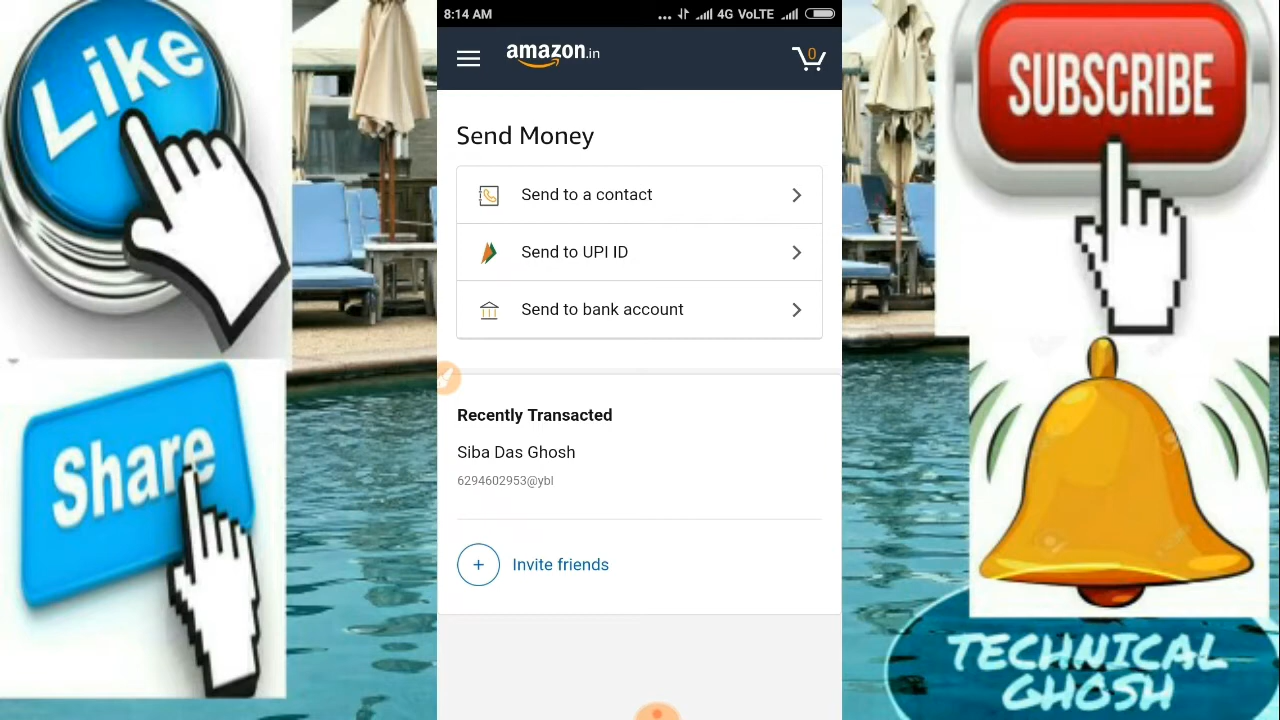 Like
Share
8:14 AM
... 4G VoLTE
amazon.in
0
Send Money
Send to a contact
Send to UPI ID
Send to bank account
Recently Transacted
Siba Das Ghosh
6294602953@ybl
+ Invite friends
SUBSCRIBE
TECHNICAL
GHOSH